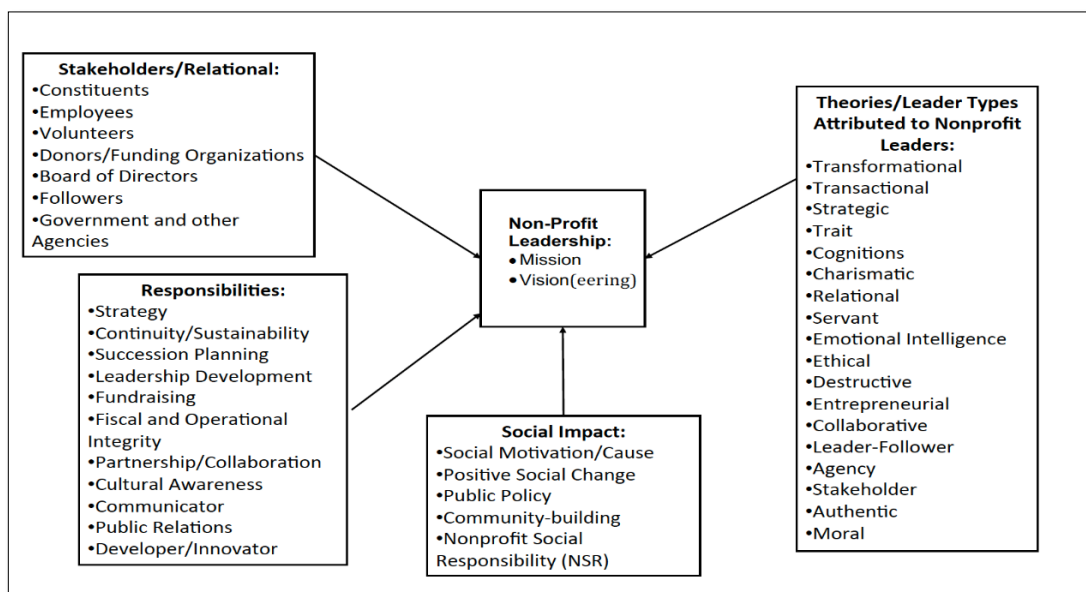 Stakeholders/Relational:
•Constituents
•Employees
•Volunteers
•Donors/Funding Organizations
•Board of Directors
•Followers
•Government and other
Agencies
Responsibilities:
•Strategy
•Continuity/Sustainability
•Succession Planning
•Leadership Development
•Fundraising
•Fiscal and Operational
Integrity
•Partnership/Collaboration
•Cultural Awareness
•Communicator
•Public Relations
•Developer/Innovator
Non-Profit
Leadership:
• Mission
• Vision(eering)
Social Impact:
•Social Motivation/Cause
•Positive Social Change
•Public Policy
•Community-building
•Nonprofit Social
Responsibility (NSR)
Theories/Leader Types
Attributed to Nonprofit
Leaders:
•Transformational
•Transactional
•Strategic
•Trait
•Cognitions
•Charismatic
•Relational
•Servant
•Emotional Intelligence
•Ethical
•Destructive
•Entrepreneurial
•Collaborative
•Leader-Follower
•Agency
•Stakeholder
•Authentic
•Moral